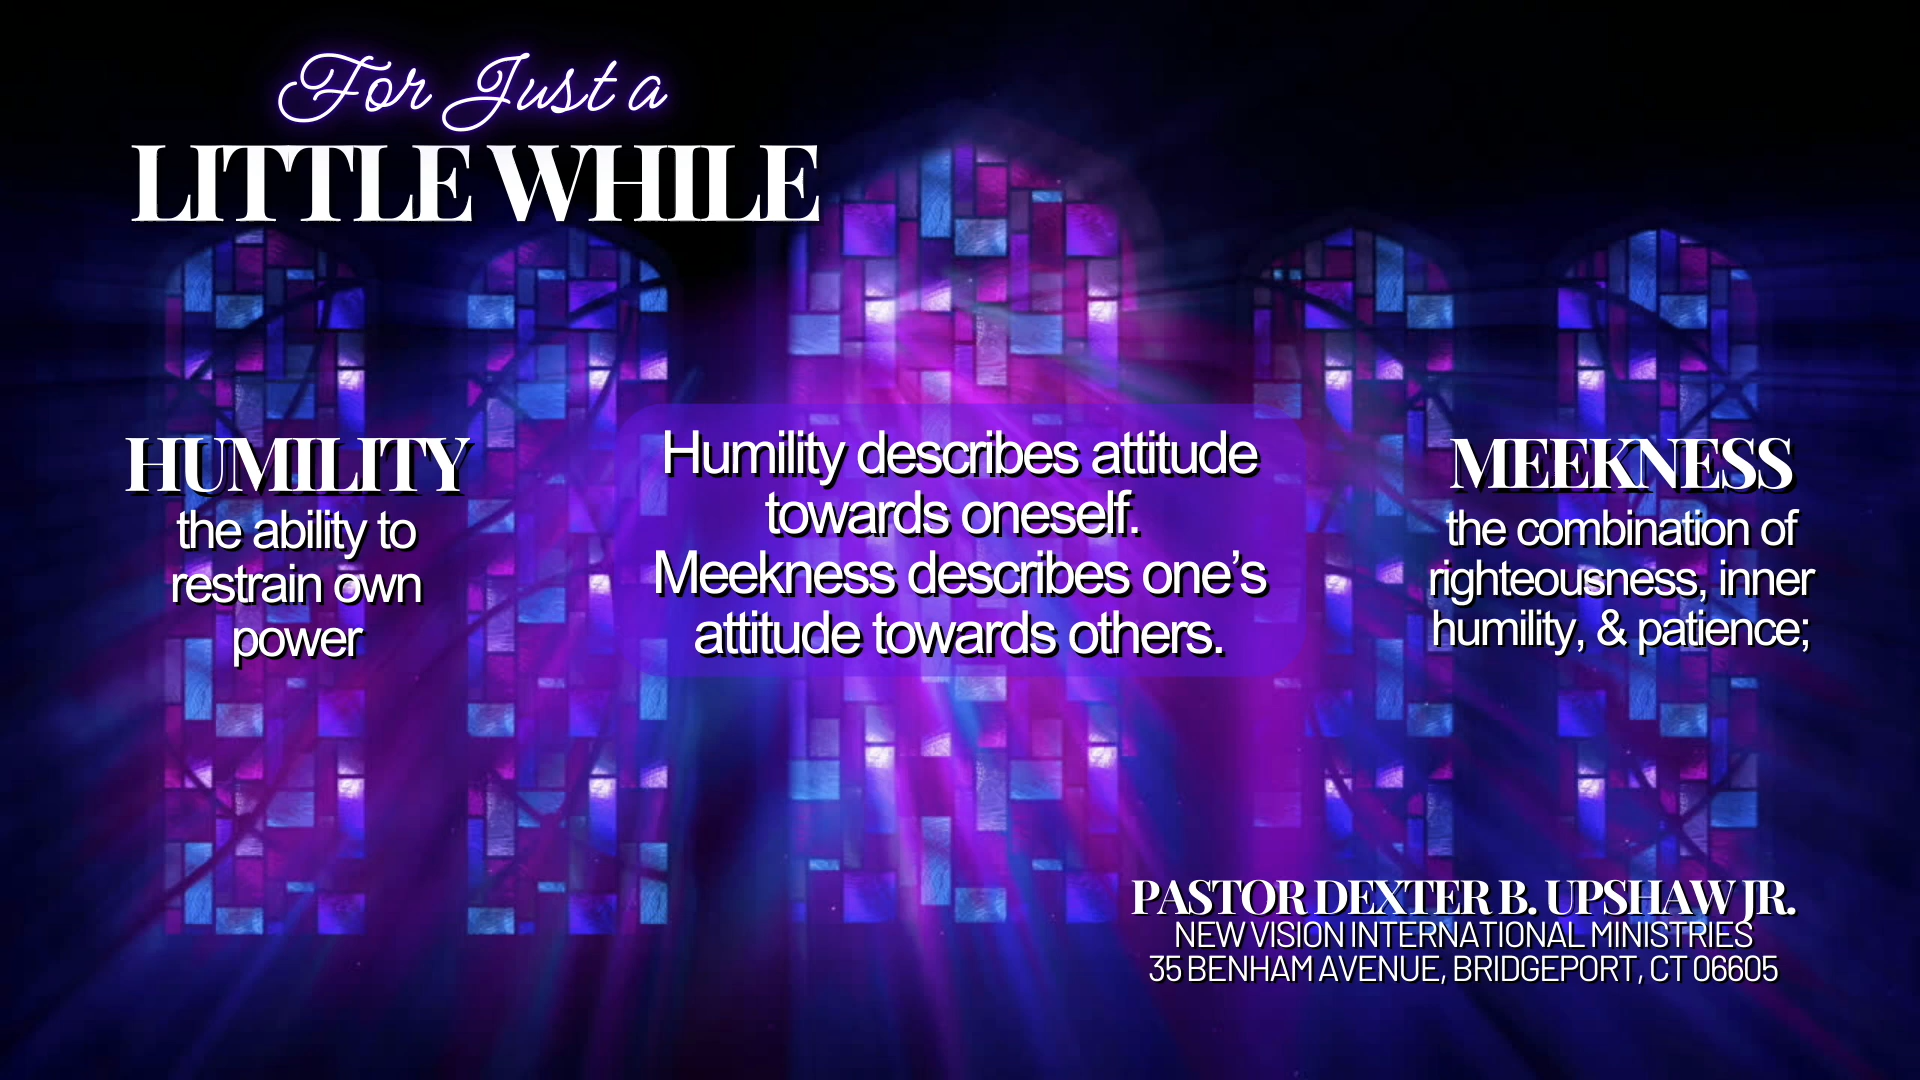 For Just a
LITTLE WHILE
HUMILITY
the ability to
restrain own
power
Humility describes attitude
towards oneself.
Meekness describes one’s
attitude towards others.
MEEKNESS
the combination of
righteousness, inner
humility, & patience;
PASTOR DEXTER B. UPSHAW JR.
NEW VISION INTERNATIONAL MINISTRIES
35 BENHAM AVENUE, BRIDGEPORT, CT 06605